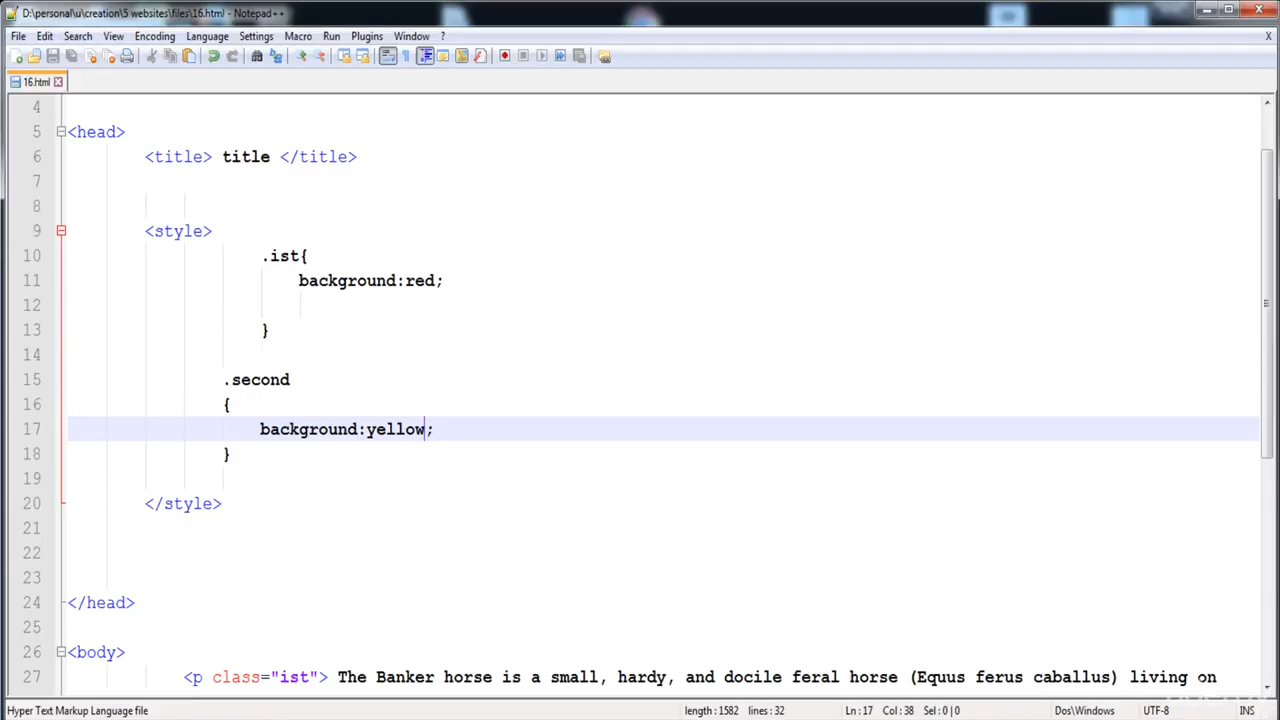 D:\personal\u\creation\5 websites\files\16.html - Notepad++
File Edit Search View Encoding Language Settings Macro Run Plugins Window ? X
16.html
4
5 <head>
6 <title> title </title>
7
8
9 <style>
10 .ist{
11 background:red;
12
13 }
14
15 .second
16 {
17 background:yellow;
18 }
19
20 </style>
21
22
23
24 </head>
25
26 <body>
27 <p class="ist"> The Banker horse is a small, hardy, and docile feral horse (Equus ferus caballus) living on
Hyper Text Markup Language file length : 1582 lines : 32 Ln : 17 Col : 38 Sel : 0 | 0 Dos\Windows UTF-8 INS